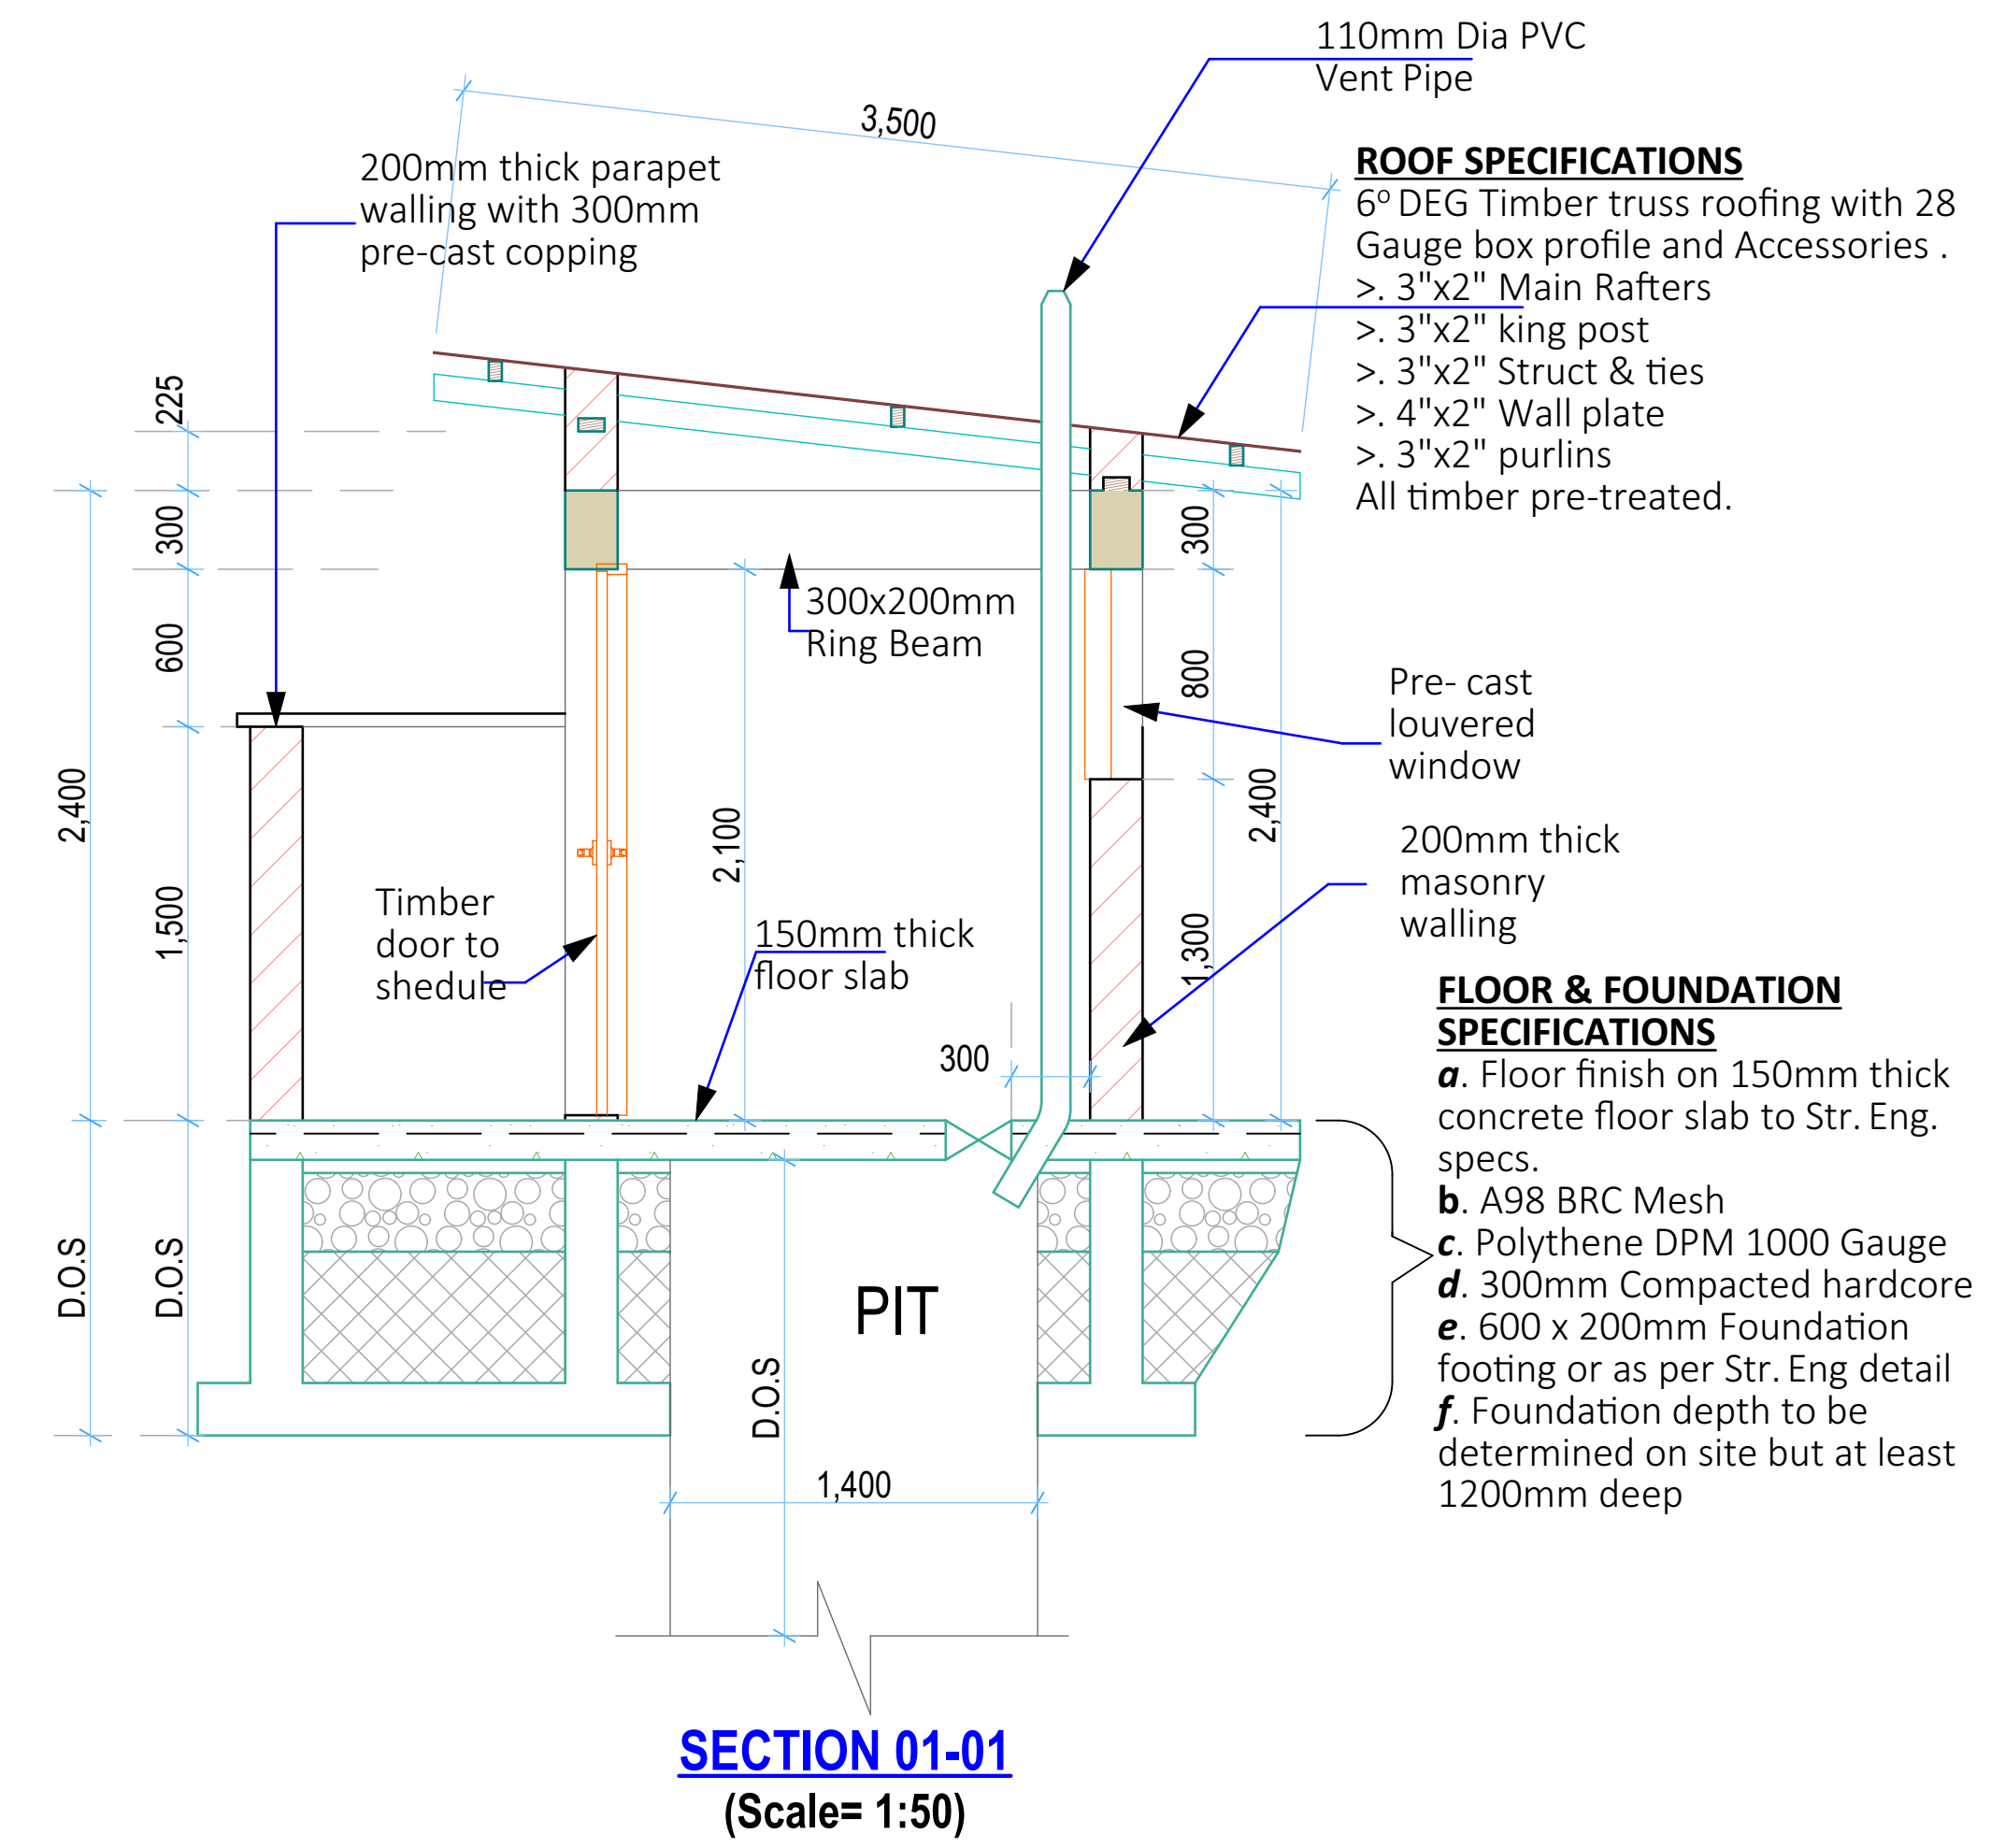 110mm Dia PVC
Vent Pipe
3,500
200mm thick parapet
walling with 300mm
pre-cast copping
ROOF SPECIFICATIONS
6º DEG Timber truss roofing with 28
Gauge box profile and Accessories .
>. 3"x2" Main Rafters
>. 3"x2" king post
>. 3"x2" Struct & ties
>. 4"x2" Wall plate
>. 3"x2" purlins
All timber pre-treated.
225
300
600
2,400
1,500
300
800
2,400
1,300
2,100
300x200mm
Ring Beam
Pre- cast
louvered
window
200mm thick
masonry
walling
Timber
door to
shedule
150mm thick
floor slab
300
FLOOR & FOUNDATION
SPECIFICATIONS
a. Floor finish on 150mm thick
concrete floor slab to Str. Eng.
specs.
b. A98 BRC Mesh
c. Polythene DPM 1000 Gauge
d. 300mm Compacted hardcore
e. 600 x 200mm Foundation
footing or as per Str. Eng detail
f. Foundation depth to be
determined on site but at least
1200mm deep
D.O.S
D.O.S
PIT
D.O.S
1,400
SECTION 01-01
(Scale= 1:50)